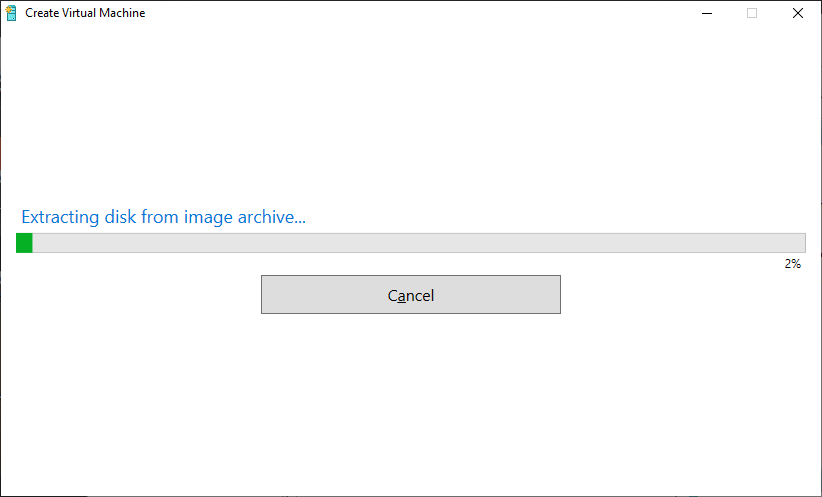 Create Virtual Machine
Extracting disk from image archive...
2%
Cancel